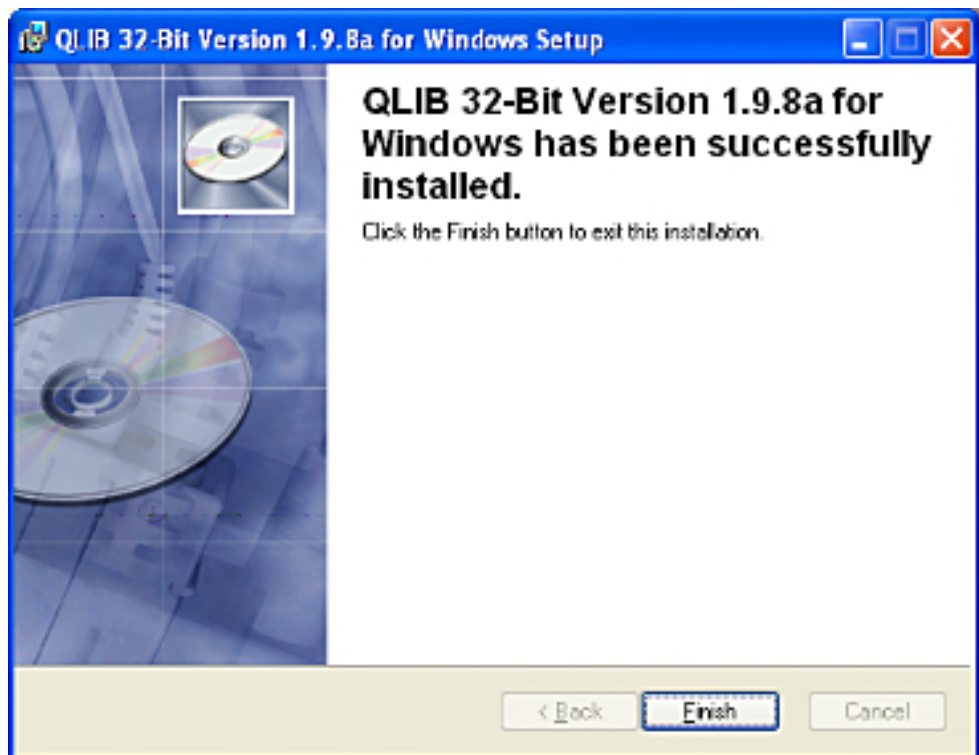 QLIB 32-Bit Version 1.9.8a for Windows Setup
QLIB 32-Bit Version 1.9.8a for
Windows has been successfully
installed.
Click the Finish button to exit this installation.
< Back
Finish
Cancel